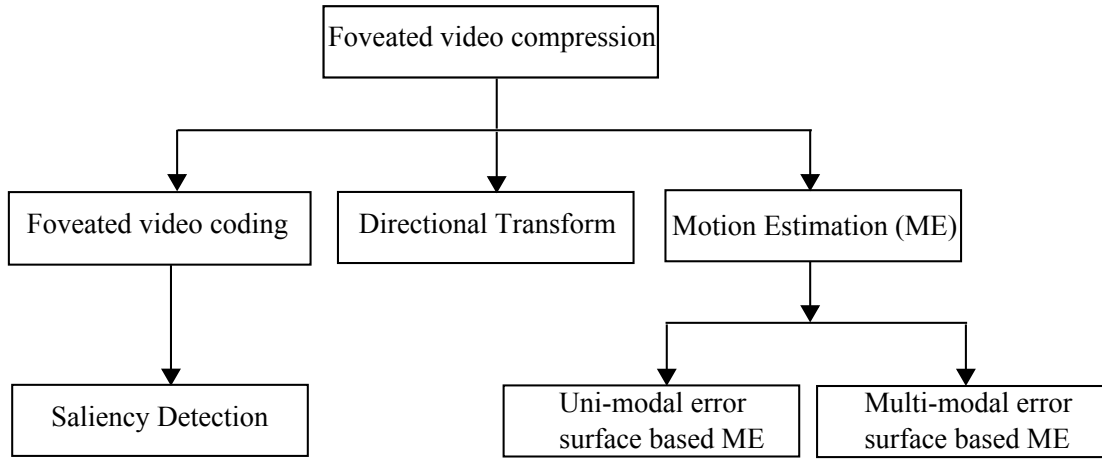 Foveated video compression
Foveated video coding
Directional Transform
Motion Estimation (ME)
Saliency Detection
Uni-modal error
surface based ME
Multi-modal error
surface based ME